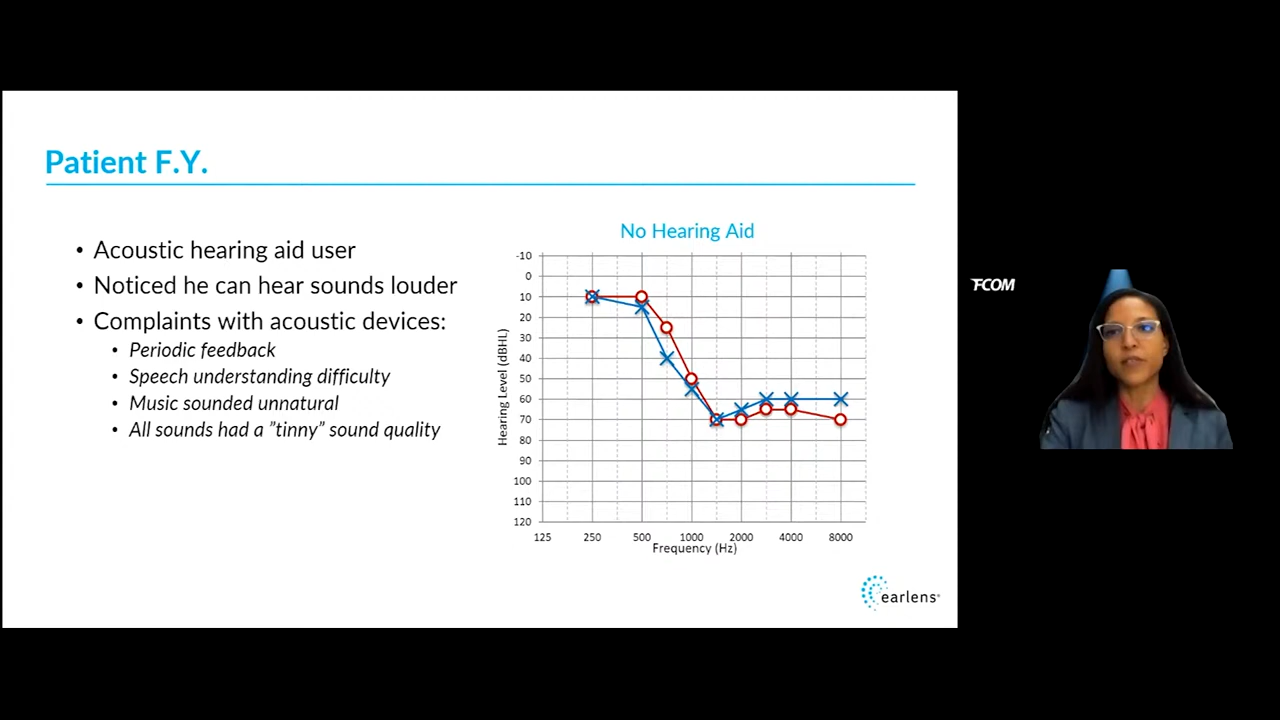 Patient F.Y.
• Acoustic hearing aid user
• Noticed he can hear sounds louder
• Complaints with acoustic devices:
• Periodic feedback
• Speech understanding difficulty
• Music sounded unnatural
• All sounds had a ”tinny” sound quality
No Hearing Aid
Hearing Level (dBHL)
-10
0
10
20
30
40
50
60
70
80
90
100
110
120
125 250 500 1000 2000 4000 8000
Frequency (Hz)
earlens®
TFCOM